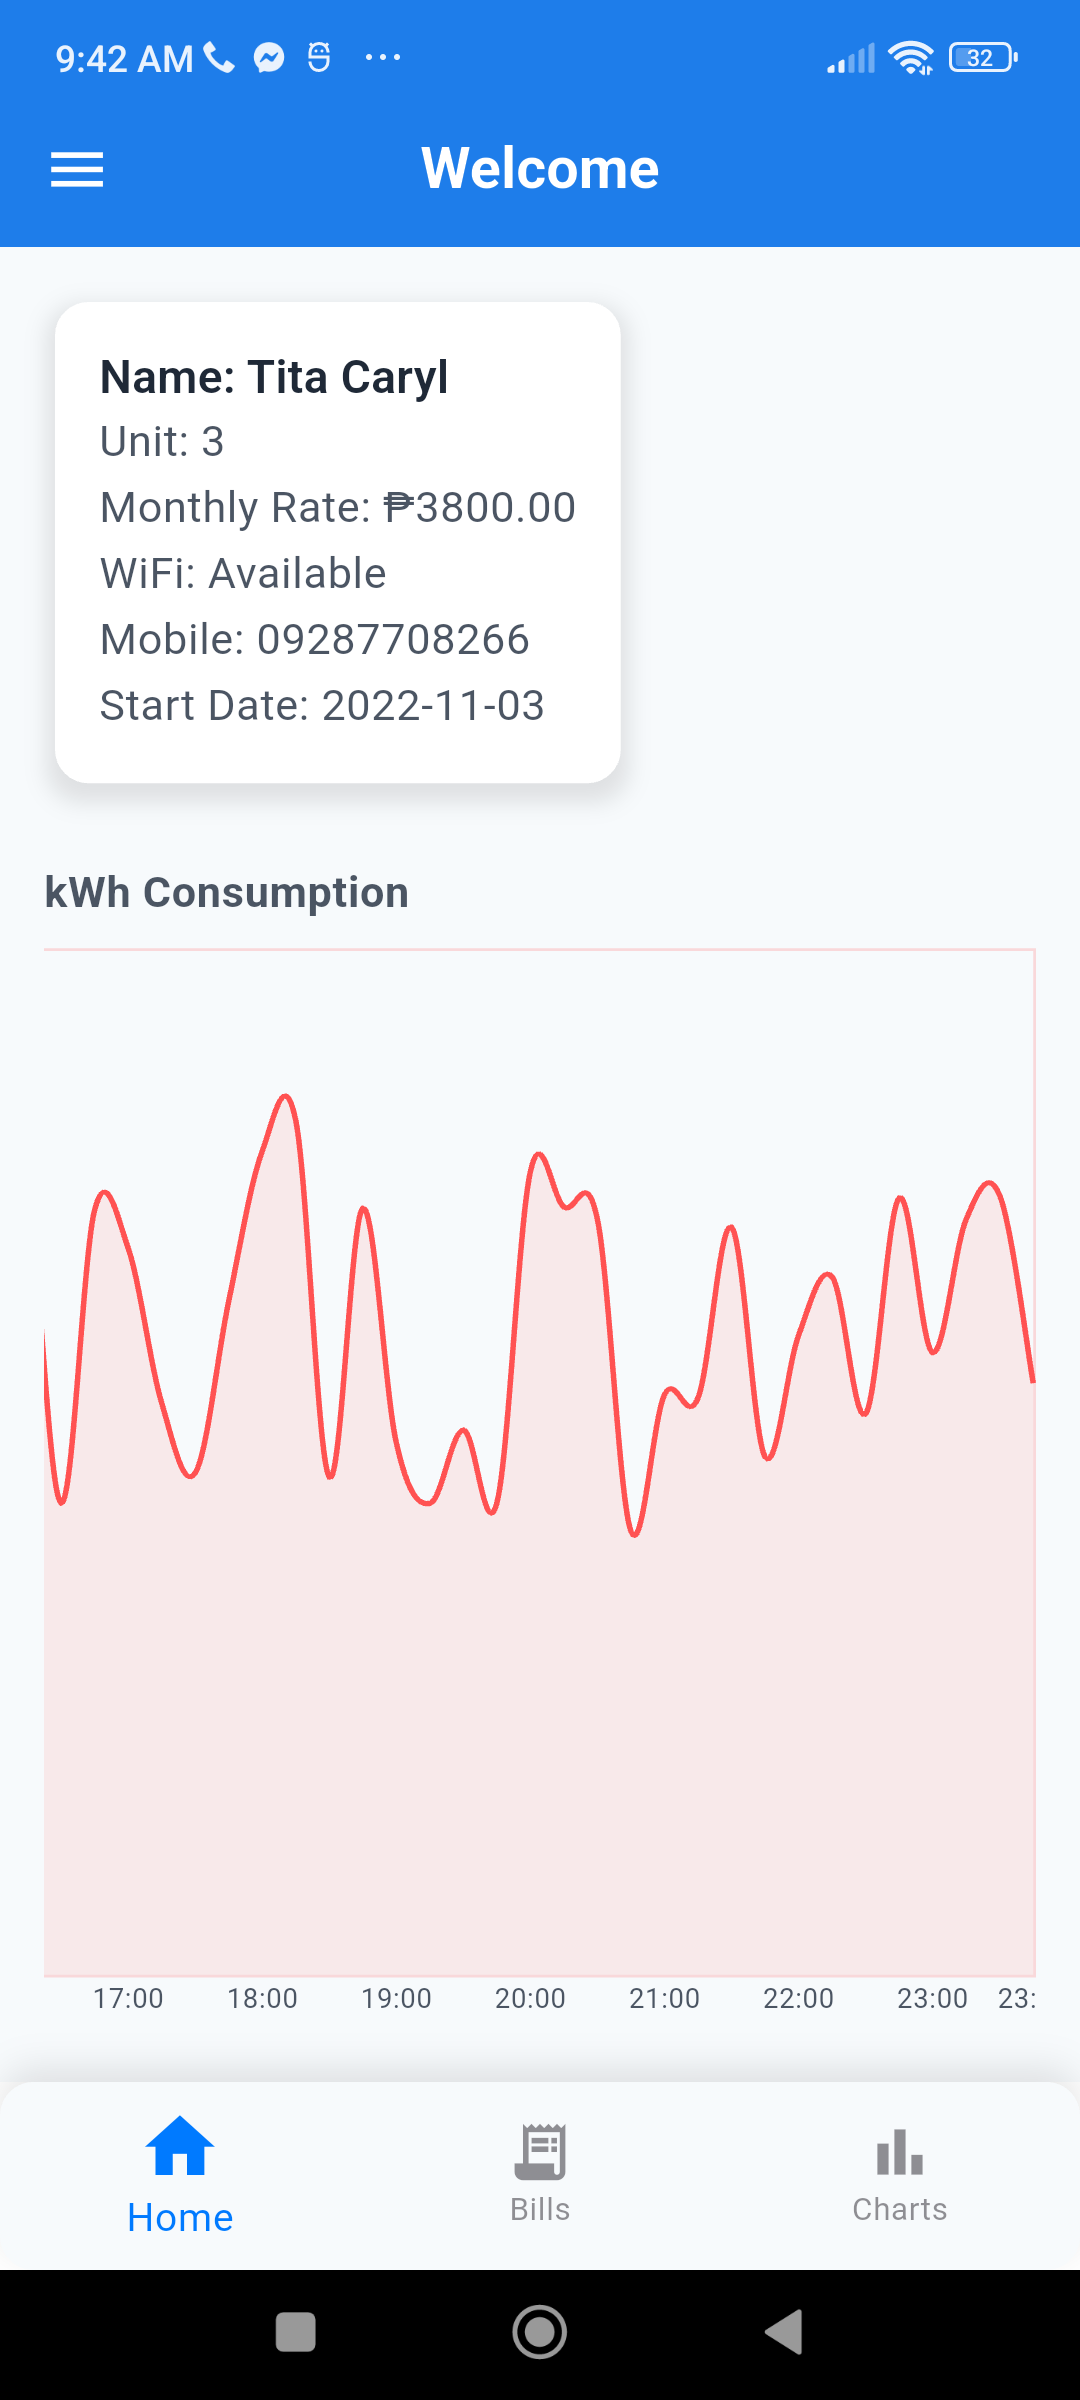 9:42 AM
32
Welcome
Name: Tita Caryl
Unit: 3
Monthly Rate: ₱3800.00
WiFi: Available
Mobile: 09287708266
Start Date: 2022-11-03
kWh Consumption
17:00 18:00 19:00 20:00 21:00 22:00 23:00 23:
Home Bills Charts